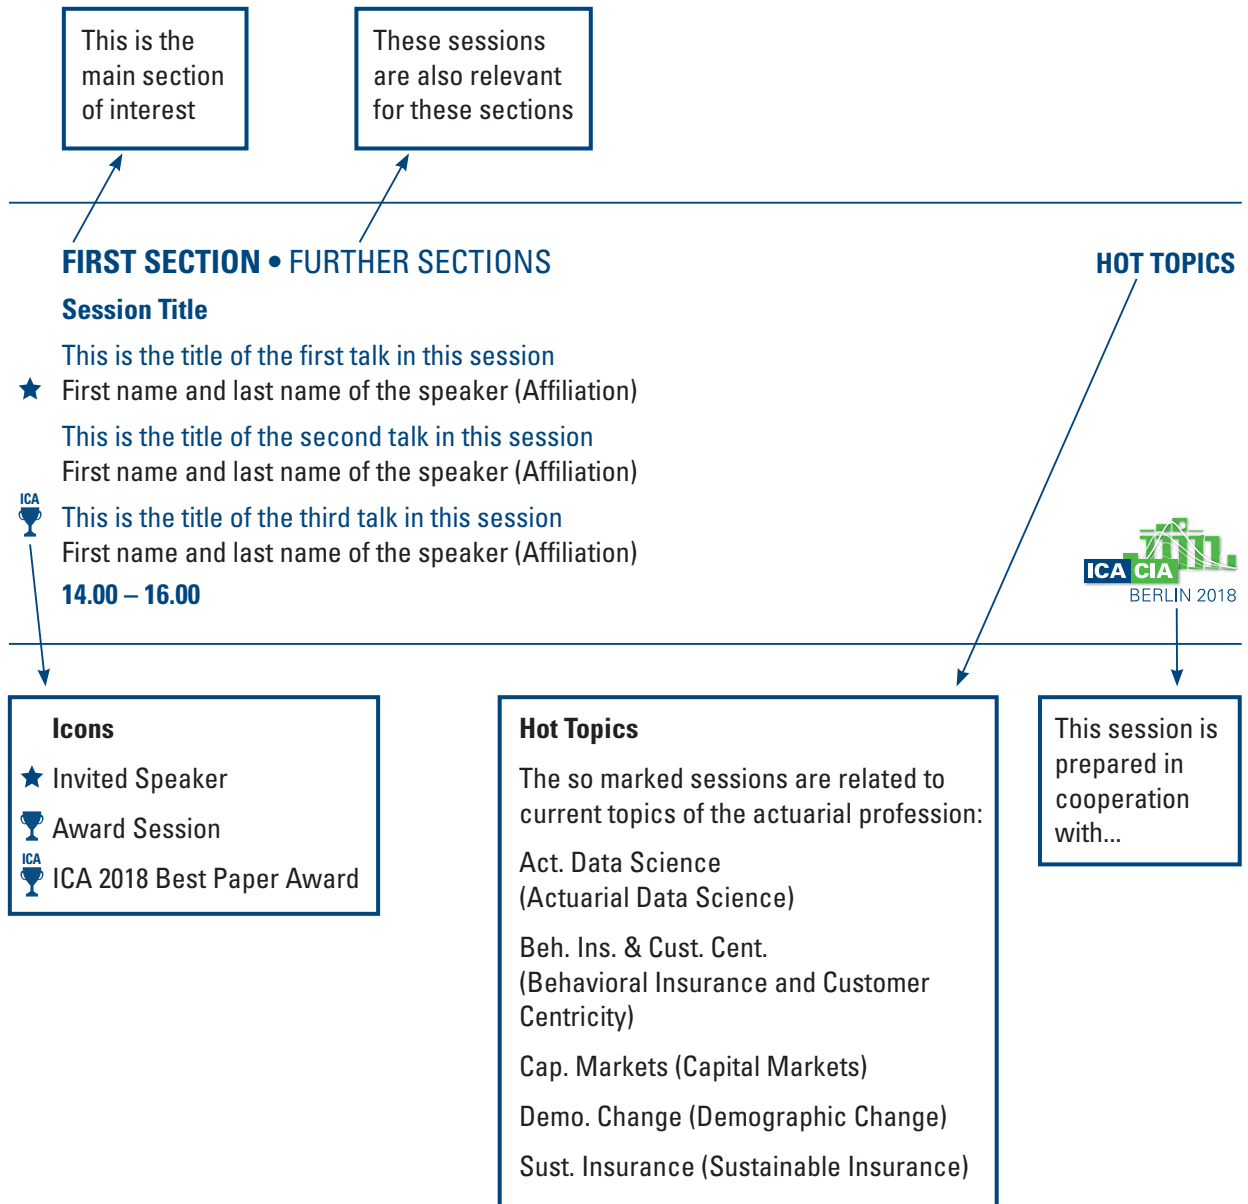 This is the
main section
of interest
These sessions
are also relevant
for these sections
FIRST SECTION • FURTHER SECTIONS
HOT TOPICS
Session Title
This is the title of the first talk in this session
First name and last name of the speaker (Affiliation)
This is the title of the second talk in this session
First name and last name of the speaker (Affiliation)
ICA
This is the title of the third talk in this session
First name and last name of the speaker (Affiliation)
14.00 – 16.00
ICA CIA
BERLIN 2018
Icons
Invited Speaker
Award Session
ICA
ICA 2018 Best Paper Award
Hot Topics
The so marked sessions are related to
current topics of the actuarial profession:
Act. Data Science
(Actuarial Data Science)
Beh. Ins. & Cust. Cent.
(Behavioral Insurance and Customer
Centricity)
Cap. Markets (Capital Markets)
Demo. Change (Demographic Change)
Sust. Insurance (Sustainable Insurance)
This session is
prepared in
cooperation
with...